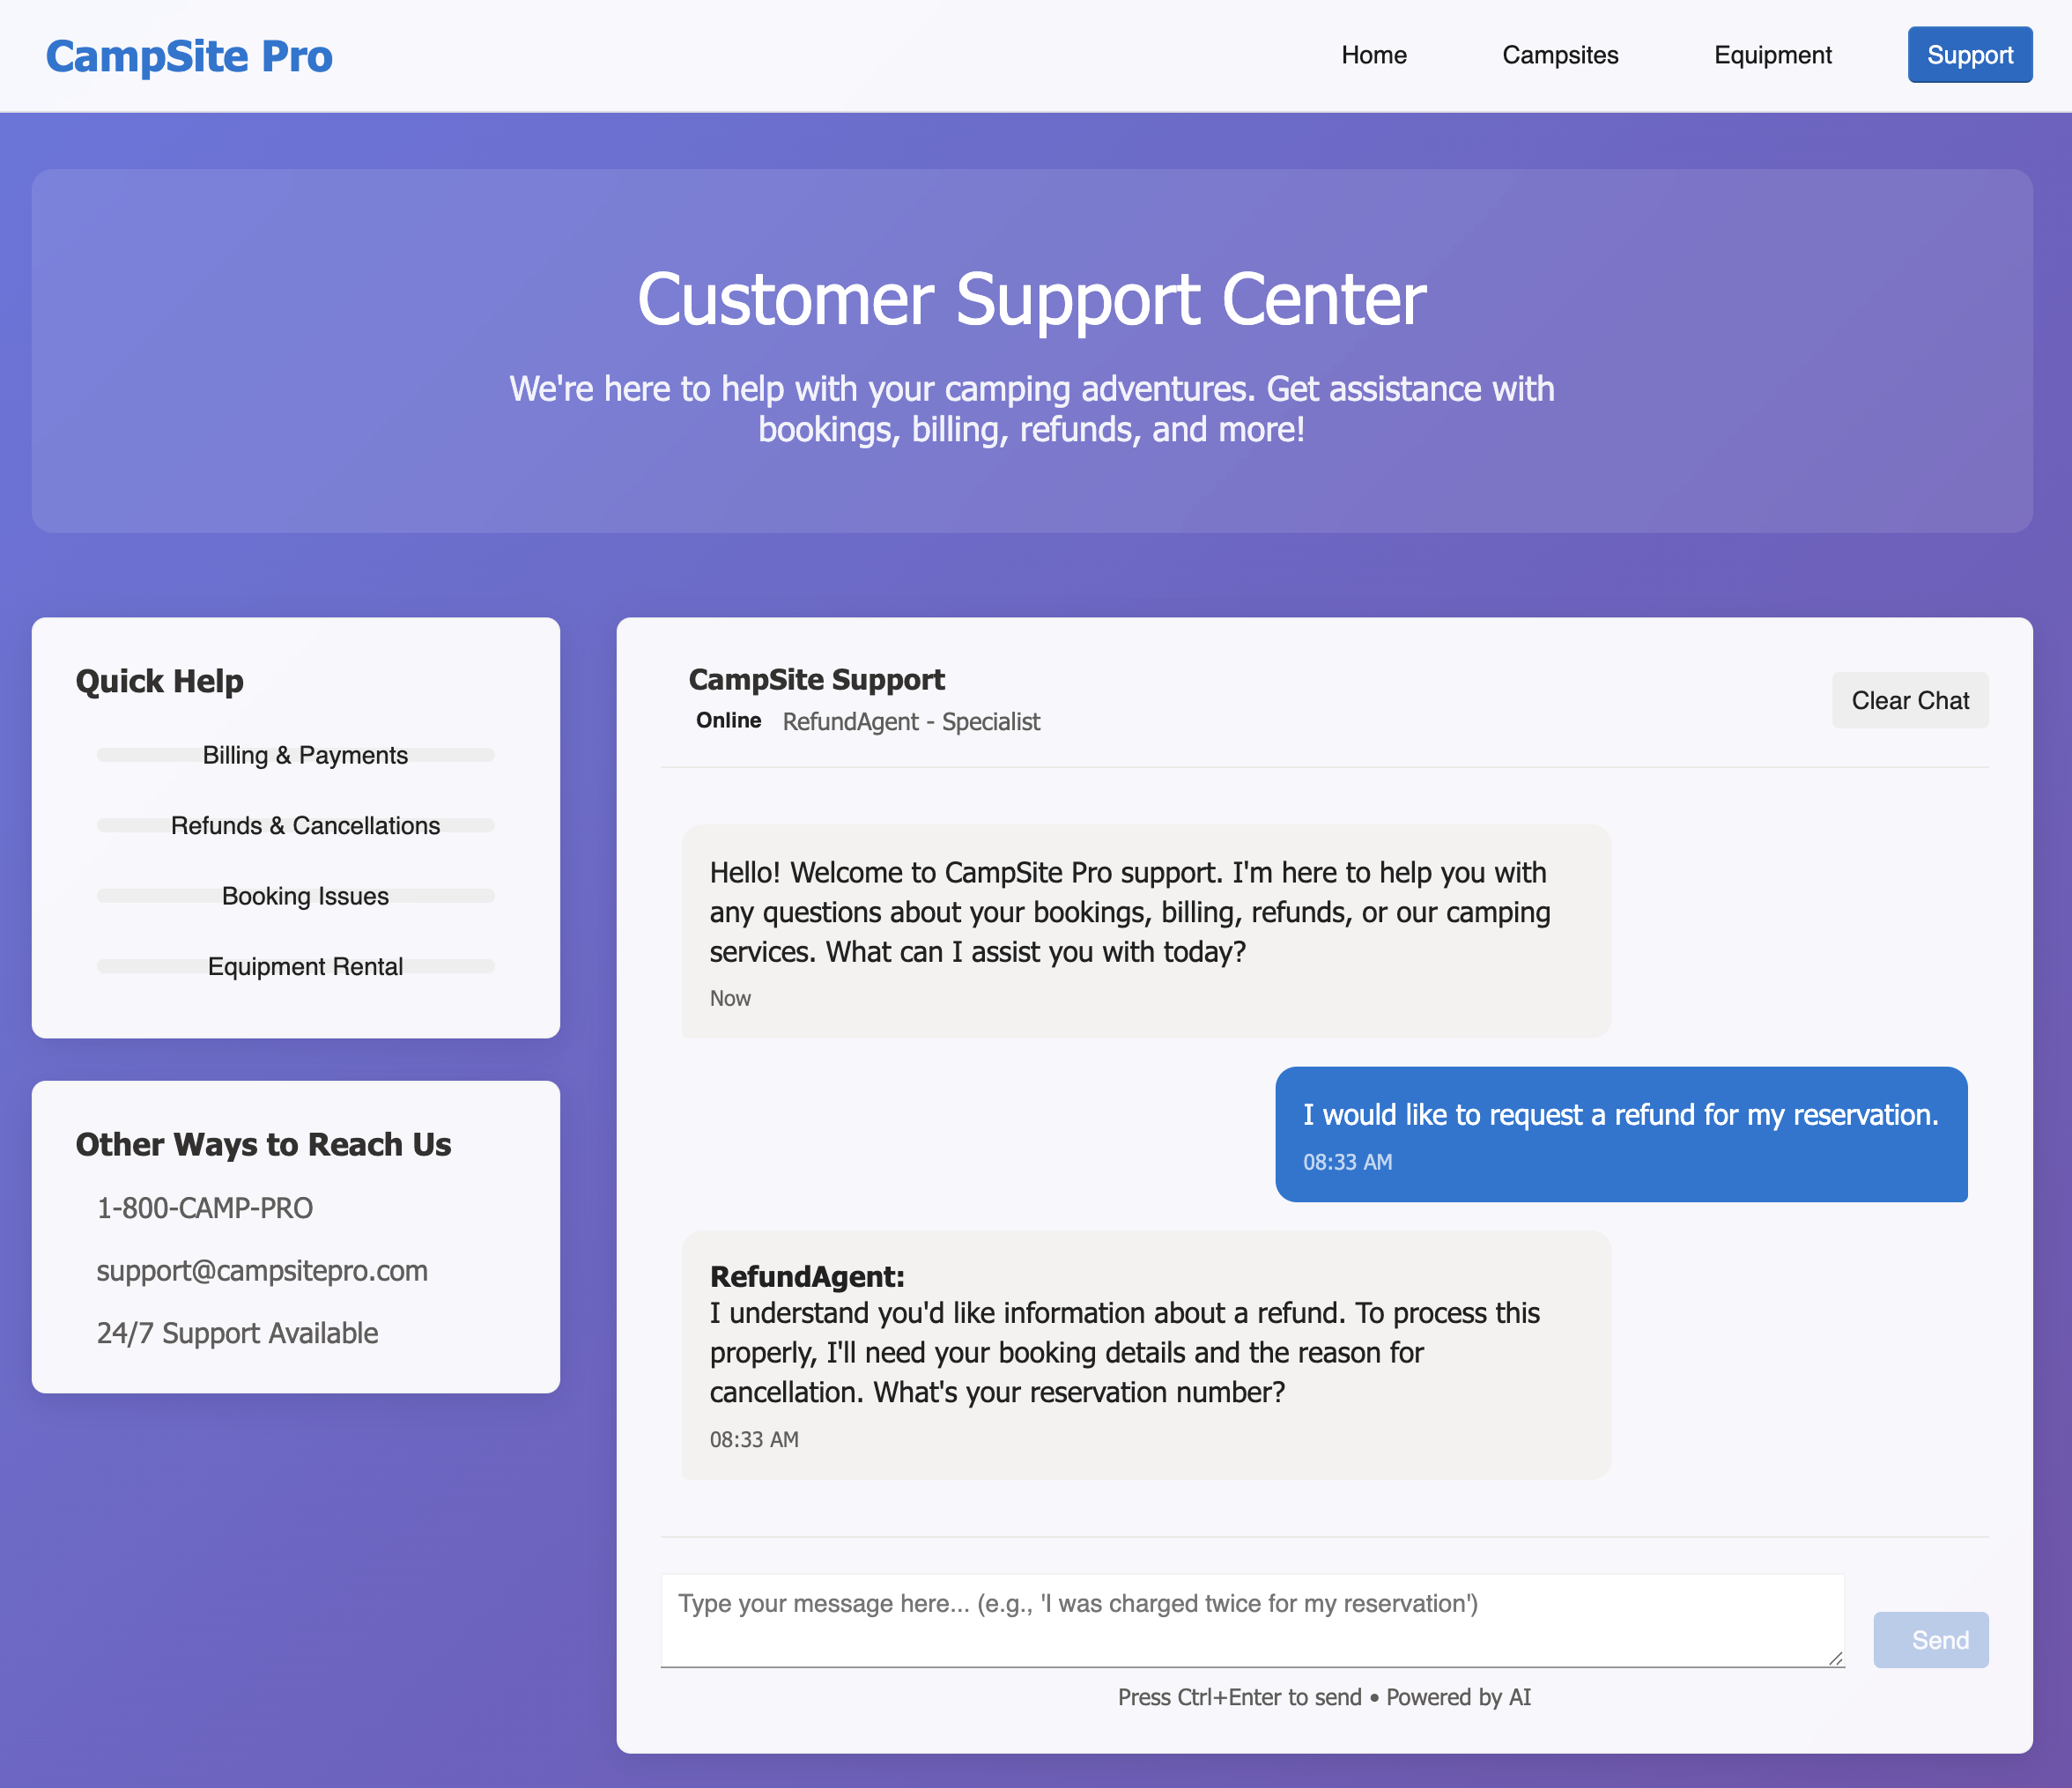 CampSite Pro
Home
Campsites
Equipment
Support
Customer Support Center
We're here to help with your camping adventures. Get assistance with
bookings, billing, refunds, and more!
Quick Help
Billing & Payments
Refunds & Cancellations
Booking Issues
Equipment Rental
Other Ways to Reach Us
1-800-CAMP-PRO
support@campsitepro.com
24/7 Support Available
CampSite Support
Online RefundAgent - Specialist
Clear Chat
Hello! Welcome to CampSite Pro support. I'm here to help you with
any questions about your bookings, billing, refunds, or our camping
services. What can I assist you with today?
Now
I would like to request a refund for my reservation.
08:33 AM
RefundAgent:
I understand you'd like information about a refund. To process this
properly, I'll need your booking details and the reason for
cancellation. What's your reservation number?
08:33 AM
Type your message here... (e.g., 'I was charged twice for my reservation')
Send
Press Ctrl+Enter to send • Powered by AI